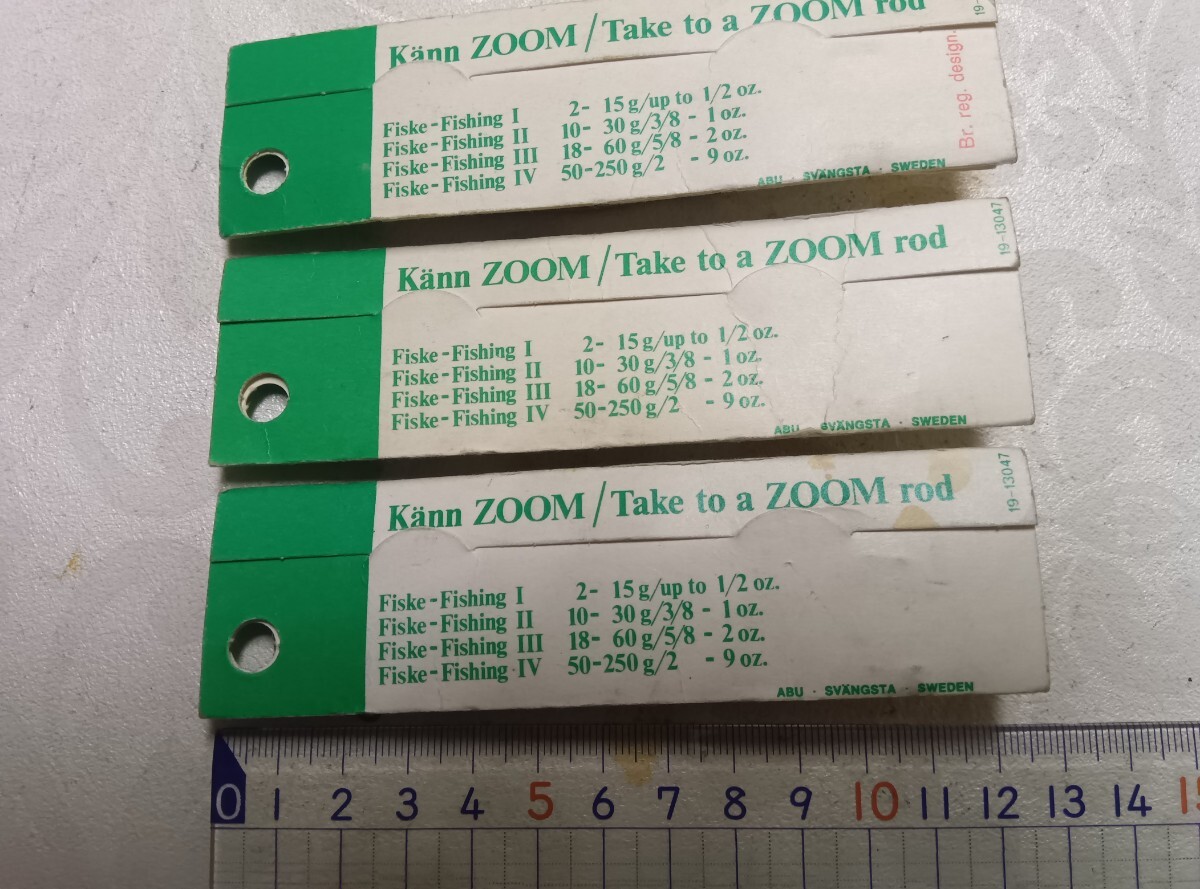 Känn ZOOM/Take to a ZOOM rod
19-
Fiske-Fishing I 2- 15 g/up to 1/2 oz.
Fiske-Fishing II 10- 30 g/3/8 - 1 oz.
Fiske-Fishing III 18- 60 g/5/8 - 2 oz.
Fiske-Fishing IV 50-250 g/2 - 9 oz.
Br. reg. design.
ABU · SVÄNGSTA · SWEDEN
Känn ZOOM/Take to a ZOOM rod
19-13047
Fiske-Fishing I 2- 15 g/up to 1/2 oz.
Fiske-Fishing II 10- 30 g/3/8 - 1 oz.
Fiske-Fishing III 18- 60 g/5/8 - 2 oz.
Fiske-Fishing IV 50-250 g/2 - 9 oz.
ABU SVÄNGSTA · SWEDEN
Känn ZOOM/Take to a ZOOM rod
19-13047
Fiske-Fishing I 2- 15 g/up to 1/2 oz.
Fiske-Fishing II 10- 30 g/3/8 - 1 oz.
Fiske-Fishing III 18- 60 g/5/8 - 2 oz.
Fiske-Fishing IV 50-250 g/2 - 9 oz.
ABU · SVÄNGSTA · SWEDEN
0 1 2 3 4 5 6 7 8 9 10 11 12 13 14